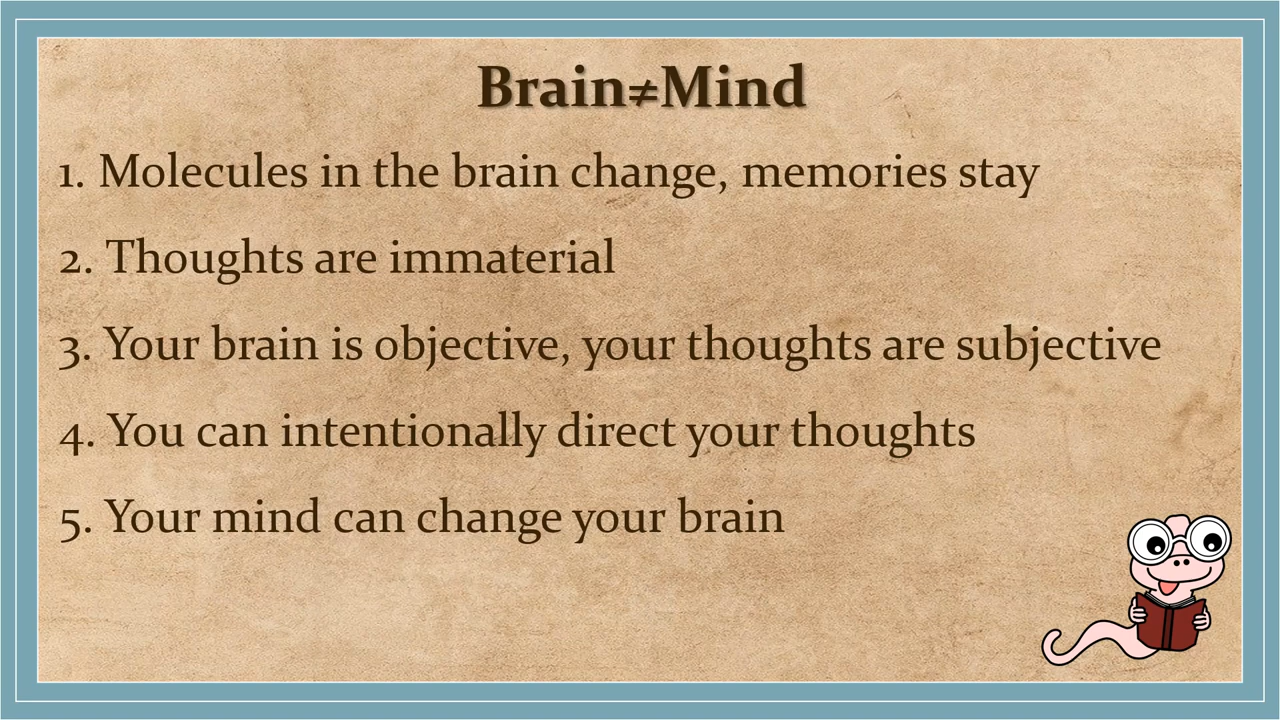 Brain≠Mind
1. Molecules in the brain change, memories stay
2. Thoughts are immaterial
3. Your brain is objective, your thoughts are subjective
4. You can intentionally direct your thoughts
5. Your mind can change your brain